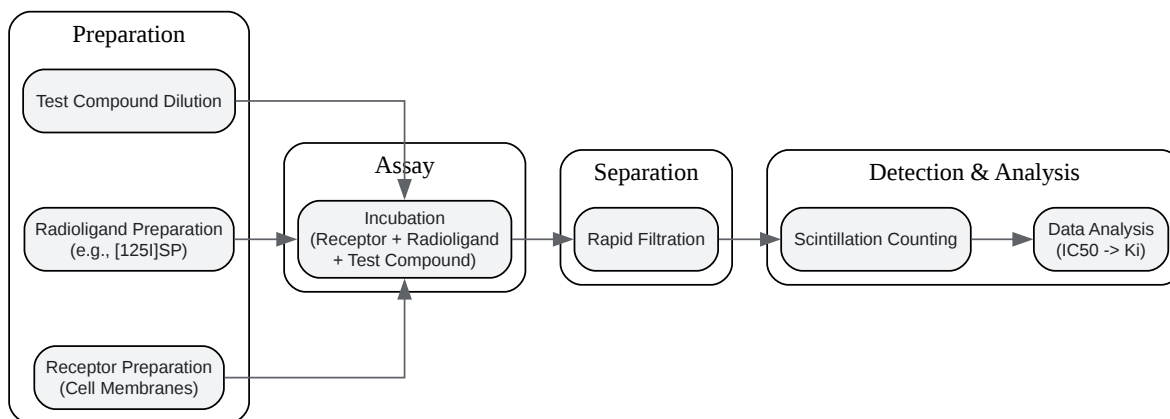 Preparation
Test Compound Dilution
Radioligand Preparation
(e.g., [125I]SP)
Receptor Preparation
(Cell Membranes)
Assay
Incubation
(Receptor + Radioligand
+ Test Compound)
Separation
Rapid Filtration
Detection & Analysis
Scintillation Counting
Data Analysis
(IC50 -> Ki)